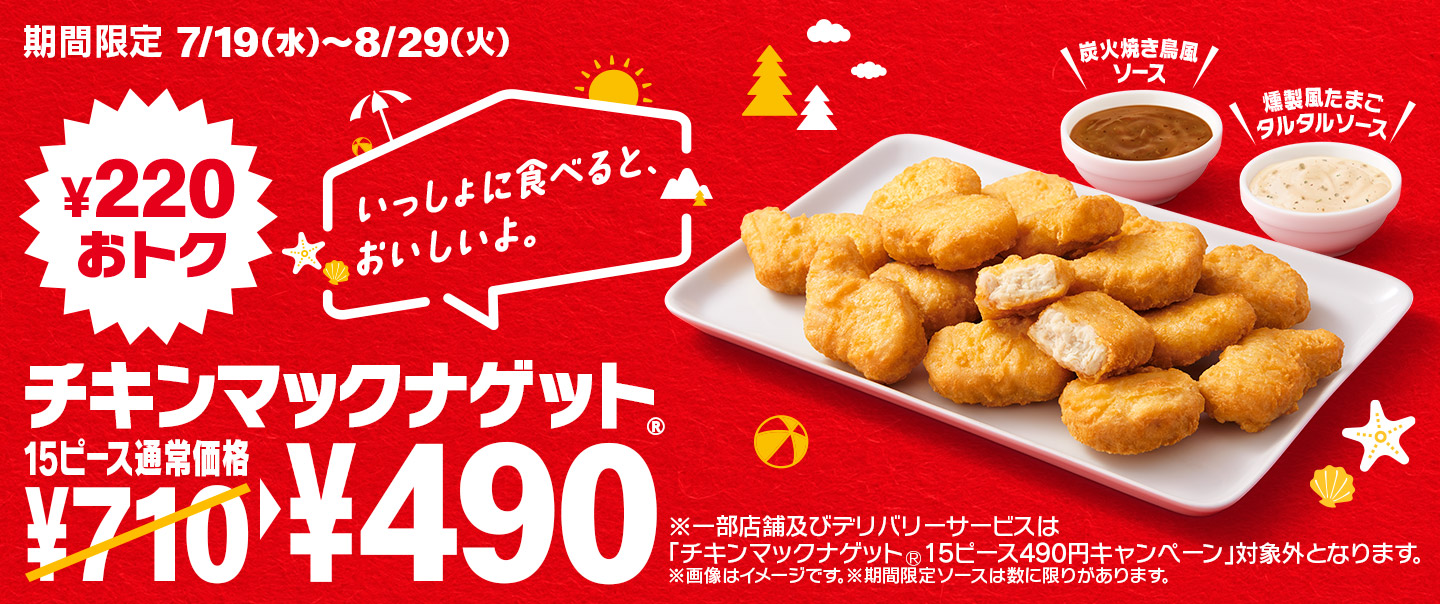 期間限定 7/19(水)～8/29(火)
¥220
おトク
いっしょに食べると、
おいしいよ。
炭火焼き鳥風
ソース
燻製風たまご
タルタルソース
チキンマックナゲット®
15ピース通常価格
¥710
¥490
※一部店舗及びデリバリーサービスは
「チキンマックナゲット®15ピース490円キャンペーン」対象外となります。
※画像はイメージです。※期間限定ソースは数に限りがあります。